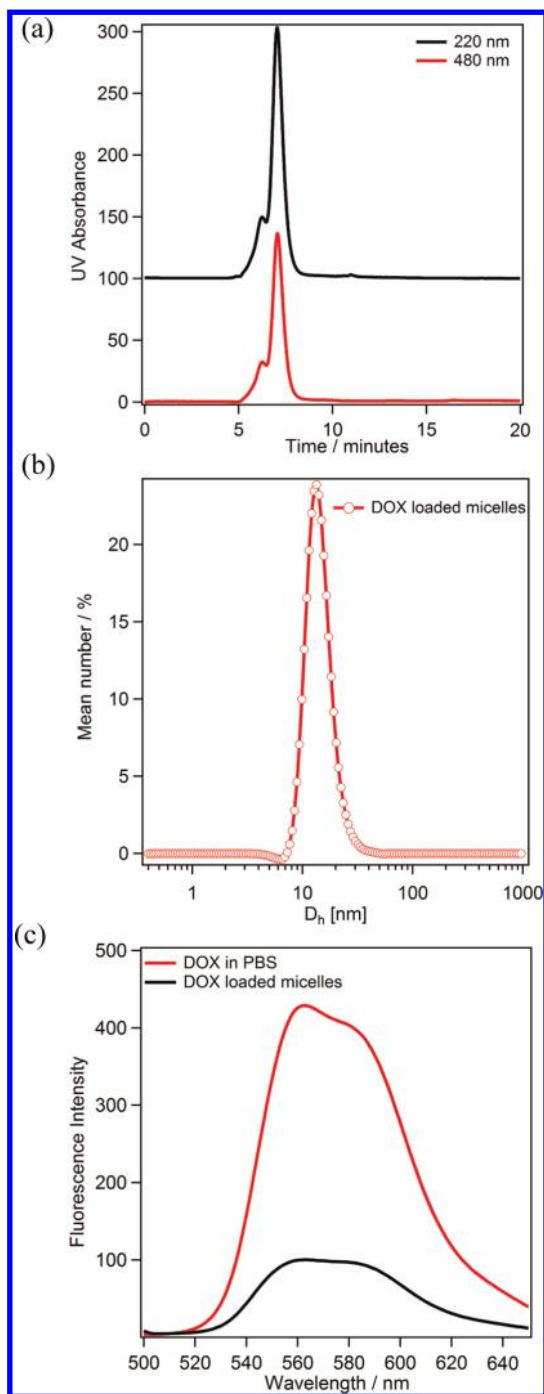 (a)
300
250
200
150
100
50
0
UV Absorbance
220 nm
480 nm
0 5 10 15 20
Time / minutes
(b)
20
15
10
5
0
Mean number / %
DOX loaded micelles
1 10 100 1000
Dh [nm]
(c)
500
400
300
200
100
Fluorescence Intensity
DOX in PBS
DOX loaded micelles
500 520 540 560 580 600 620 640
Wavelength / nm